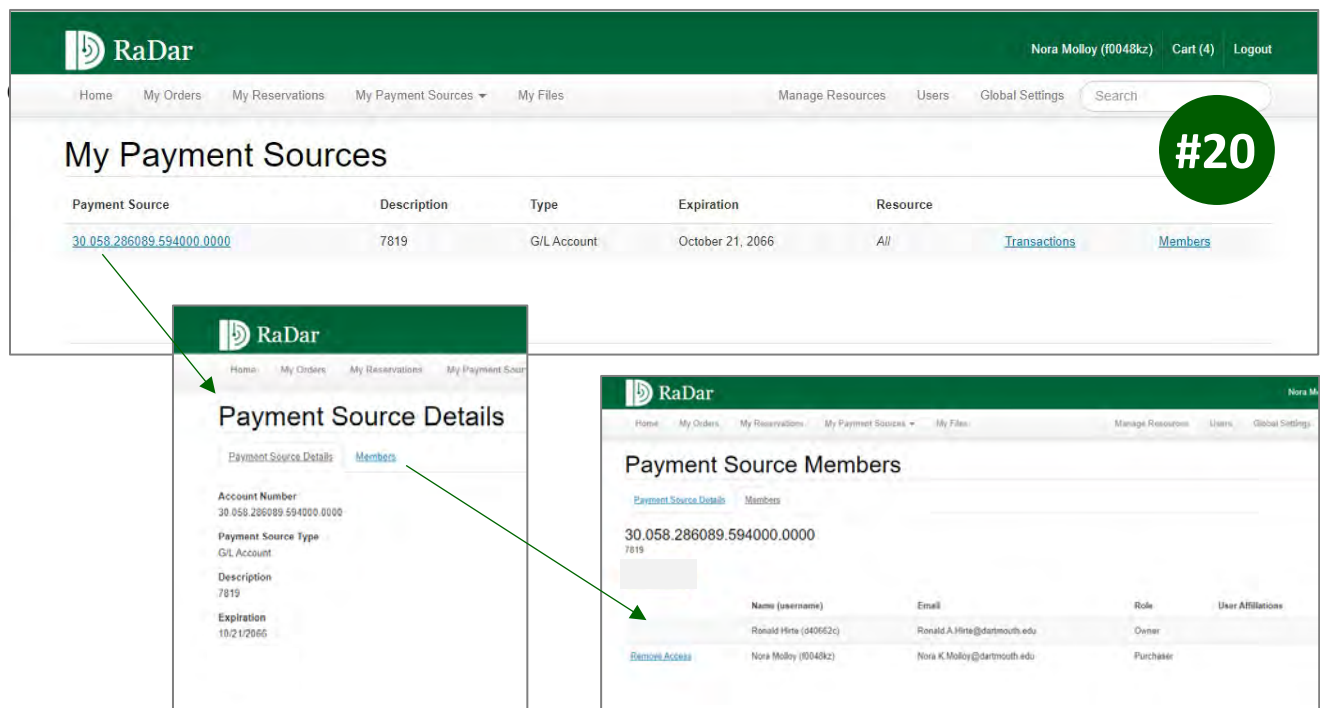 RaDar
Nora Molloy (f0048kz) Cart (4) Logout
Home My Orders My Reservations My Payment Sources My Files Manage Resources Users Global Settings Search
My Payment Sources
#20
Payment Source Description Type Expiration Resource
30.058.286089.594000.0000 7819 G/L Account October 21, 2066 All Transactions Members
RaDar
Home My Orders My Reservations My Payment Sour
Payment Source Details
Payment Source Details Members
Account Number
30.058.286089.594000.0000
Payment Source Type
G/L Account
Description
7819
Expiration
10/21/2066
RaDar
Nora M
Home My Orders My Reservations My Payment Sources My Files Manage Resources Users Global Settings
Payment Source Members
Payment Source Details Members
30.058.286089.594000.0000
7819
Name (username) Email Role User Affiliations
Ronald Hirte (d40662c) Ronald.A.Hirte@dartmouth.edu Owner
Remove Access Nora Molloy (f0048kz) Nora.K.Molloy@dartmouth.edu Purchaser